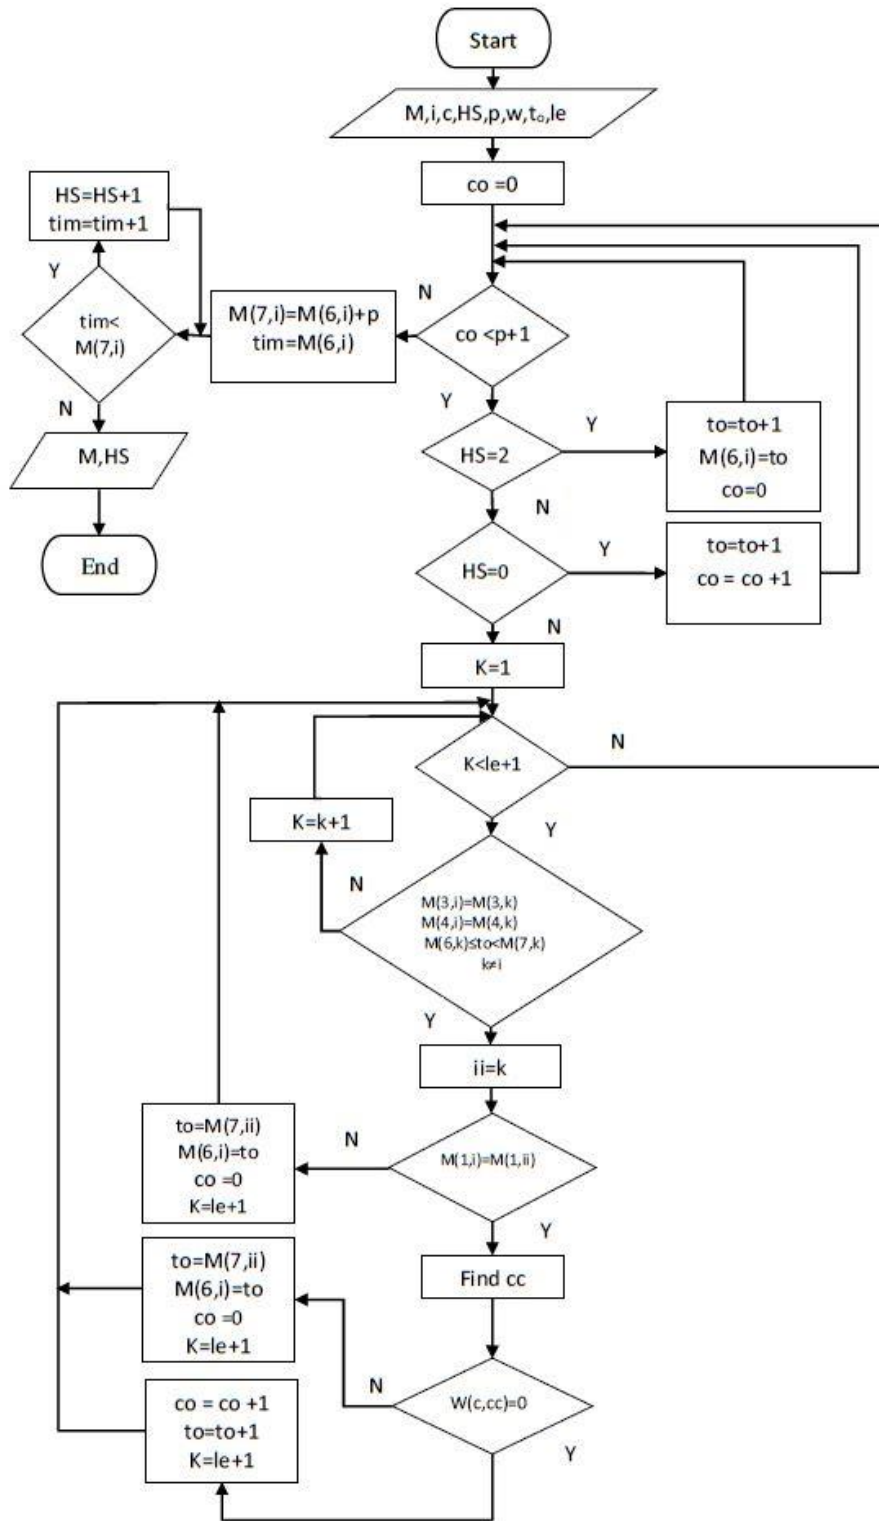 Start
M,i,c,HS,p,w,tₒ,le
co =0
HS=HS+1
tim=tim+1
Y
tim<
M(7,i)
N
M,HS
End
M(7,i)=M(6,i)+p
tim=M(6,i)
N
co <p+1
Y
HS=2
Y
to=to+1
M(6,i)=to
co=0
N
HS=0
Y
to=to+1
co = co +1
N
K=1
K<le+1
N
K=k+1
Y
N
M(3,i)=M(3,k)
M(4,i)=M(4,k)
M(6,k)≤to<M(7,k)
k≠i
Y
ii=k
to=M(7,ii)
M(6,i)=to
co =0
K=le+1
N
M(1,i)=M(1,ii)
Y
Find cc
to=M(7,ii)
M(6,i)=to
co =0
K=le+1
N
W(c,cc)=0
Y
co = co +1
to=to+1
K=le+1